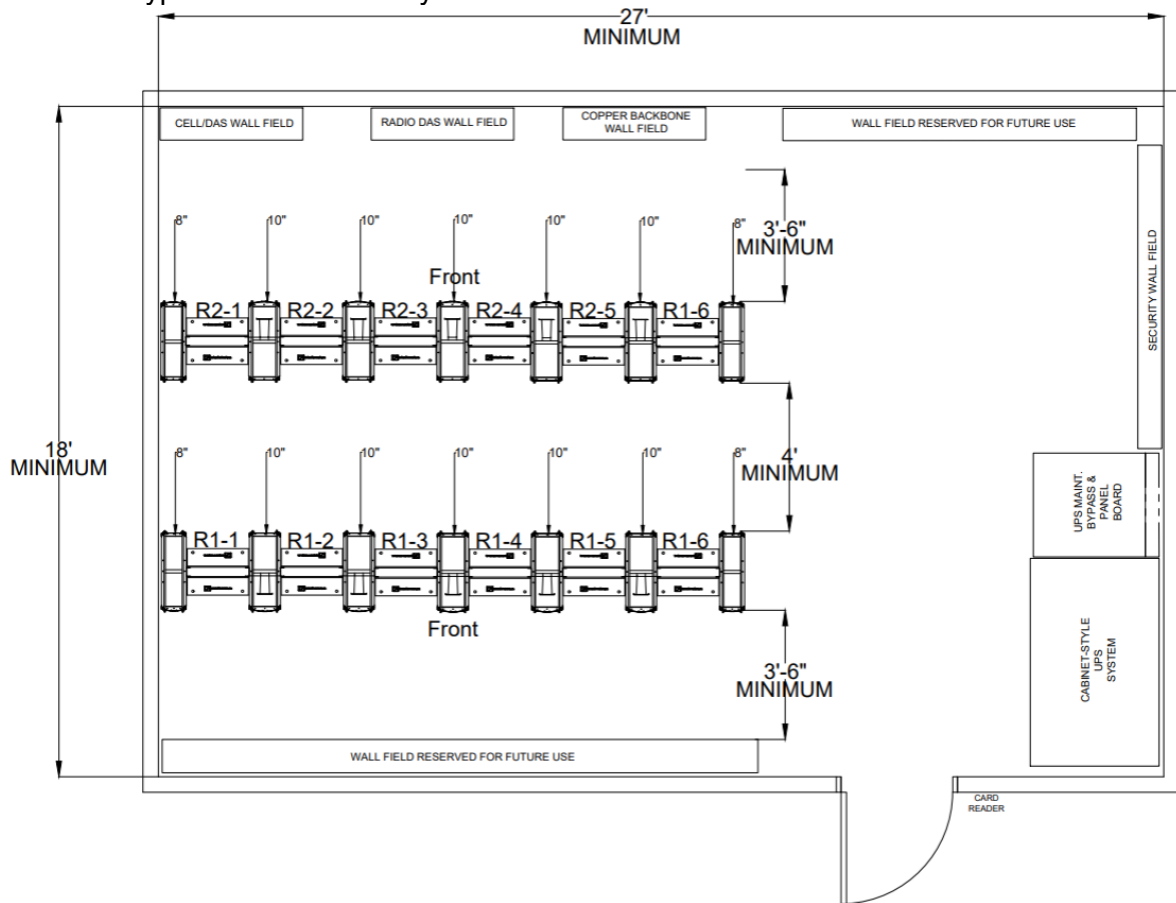 27'
MINIMUM
CELL/DAS WALL FIELD
RADIO DAS WALL FIELD
COPPER BACKBONE
WALL FIELD
WALL FIELD RESERVED FOR FUTURE USE
SECURITY WALL FIELD
8"
10"
10"
10"
10"
10"
8"
3'-6"
MINIMUM
Front
R2-1
R2-2
R2-3
R2-4
R2-5
R1-6
18'
MINIMUM
8"
10"
10"
10"
10"
10"
8"
4'
MINIMUM
UPS MAINT.
BYPASS &
PANEL
BOARD
R1-1
R1-2
R1-3
R1-4
R1-5
R1-6
Front
3'-6"
MINIMUM
CABINET-STYLE
UPS
SYSTEM
WALL FIELD RESERVED FOR FUTURE USE
CARD
READER